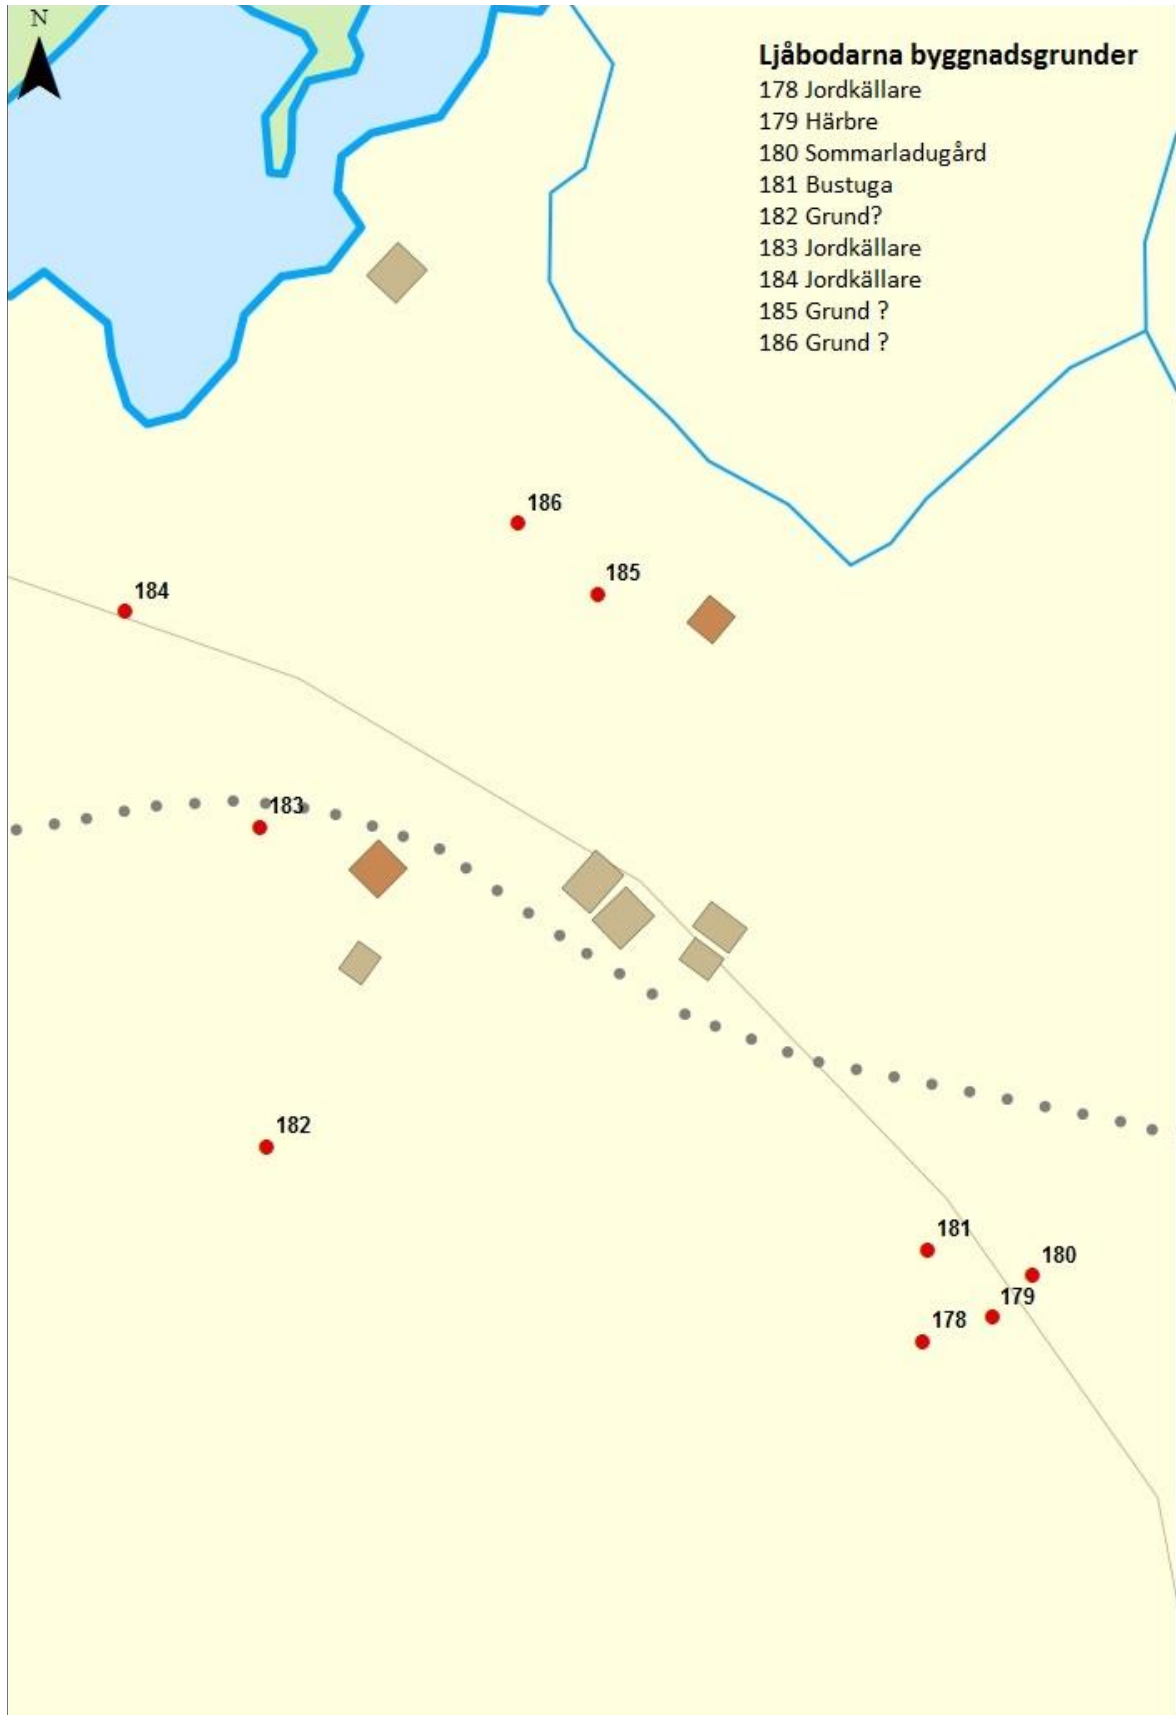 N
Ljåbodarna byggnadsgrunder
178 Jordkällare
179 Härbre
180 Sommarladugård
181 Bustuga
182 Grund?
183 Jordkällare
184 Jordkällare
185 Grund ?
186 Grund ?
186
185
184
183
182
181
180
179
178